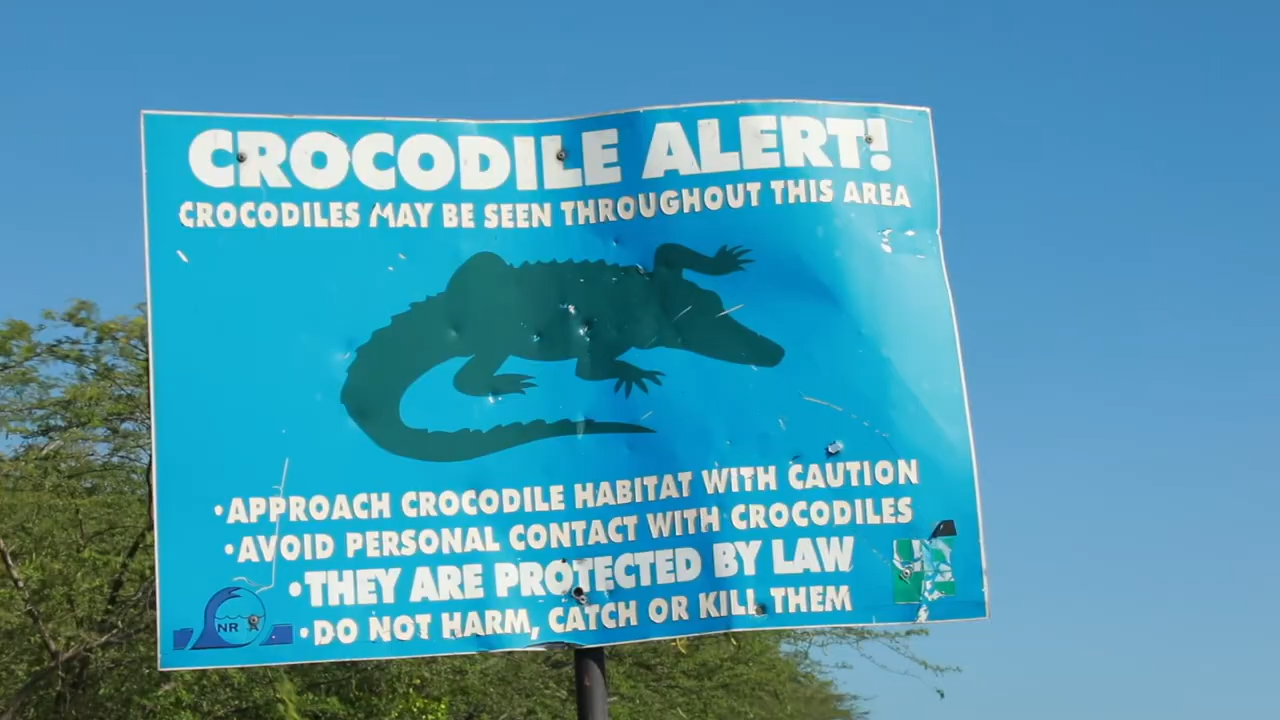 CROCODILE ALERT!
CROCODILES MAY BE SEEN THROUGHOUT THIS AREA
•APPROACH CROCODILE HABITAT WITH CAUTION
•AVOID PERSONAL CONTACT WITH CROCODILES
•THEY ARE PROTECTED BY LAW
•DO NOT HARM, CATCH OR KILL THEM